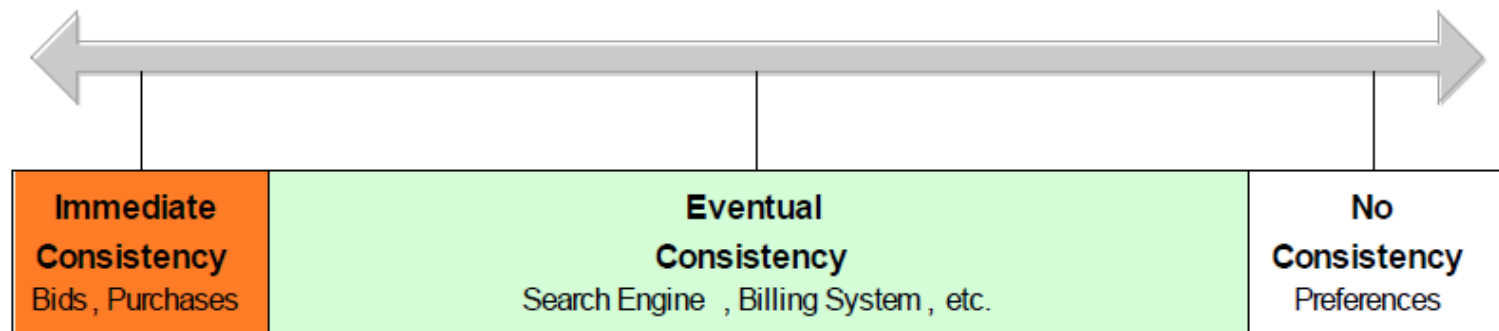 Immediate
Consistency
Bids, Purchases
Eventual
Consistency
Search Engine , Billing System, etc.
No
Consistency
Preferences